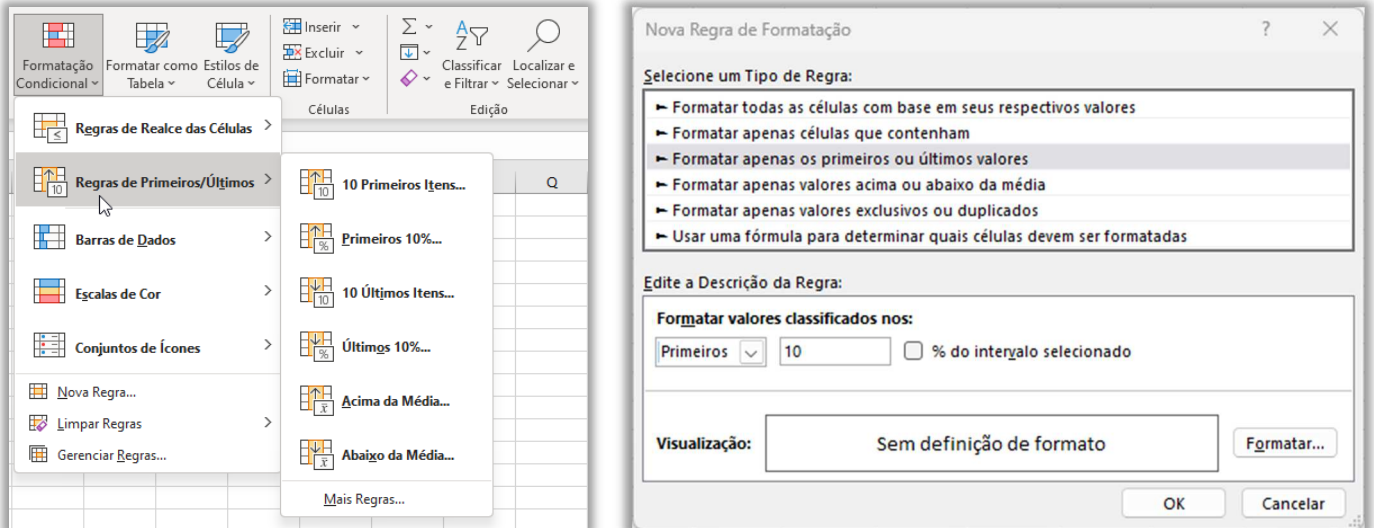 Formatação
Condicional
Formatar como
Tabela
Estilos de
Célula
Inserir
Excluir
Formatar
Células
Classificar
e Filtrar
Localizar e
Selecionar
Edição
Regras de Realce das Células
Regras de Primeiros/Últimos
Barras de Dados
Escalas de Cor
Conjuntos de Ícones
Nova Regra...
Limpar Regras
Gerenciar Regras...
10 Primeiros Itens...
Primeiros 10%...
10 Últimos Itens...
Últimos 10%...
Acima da Média...
Abaixo da Média...
Mais Regras...
Q
Nova Regra de Formatação
Selecione um Tipo de Regra:
► Formatar todas as células com base em seus respectivos valores
► Formatar apenas células que contenham
► Formatar apenas os primeiros ou últimos valores
► Formatar apenas valores acima ou abaixo da média
► Formatar apenas valores exclusivos ou duplicados
► Usar uma fórmula para determinar quais células devem ser formatadas
Edite a Descrição da Regra:
Formatar valores classificados nos:
Primeiros 10 % do intervalo selecionado
Visualização: Sem definição de formato Formatar...
OK Cancelar